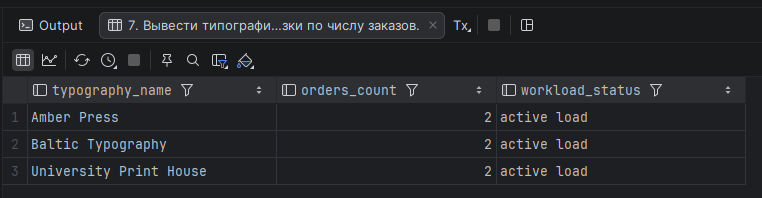 Output 7. Вывести типографи...зки по числу заказов. Tx
typography_name orders_count workload_status
1 Amber Press 2 active load
2 Baltic Typography 2 active load
3 University Print House 2 active load